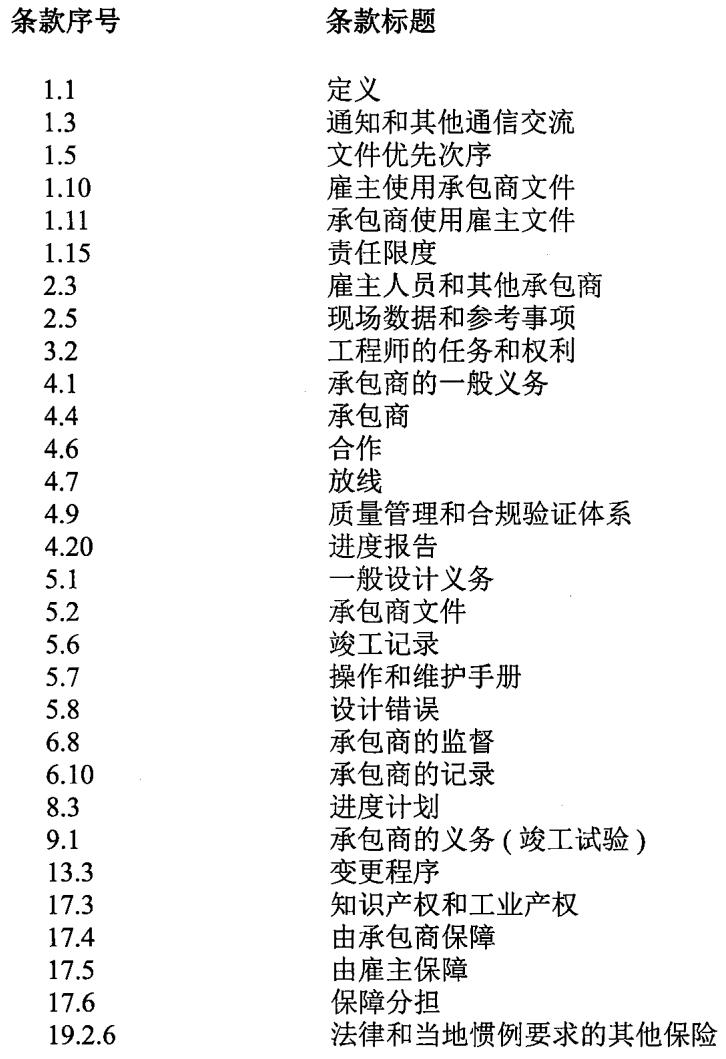 条款序号 条款标题
1.1 定义
1.3 通知和其他通信交流
1.5 文件优先次序
1.10 雇主使用承包商文件
1.11 承包商使用雇主文件
1.15 责任限度
2.3 雇主人员和其他承包商
2.5 现场数据和参考事项
3.2 工程师的任务和权利
4.1 承包商的一般义务
4.4 承包商
4.6 合作
4.7 放线
4.9 质量管理和合规验证体系
4.20 进度报告
5.1 一般设计义务
5.2 承包商文件
5.6 竣工记录
5.7 操作和维护手册
5.8 设计错误
6.8 承包商的监督
6.10 承包商的记录
8.3 进度计划
9.1 承包商的义务(竣工试验)
13.3 变更程序
17.3 知识产权和工业产权
17.4 由承包商保障
17.5 由雇主保障
17.6 保障分担
19.2.6 法律和当地惯例要求的其他保险